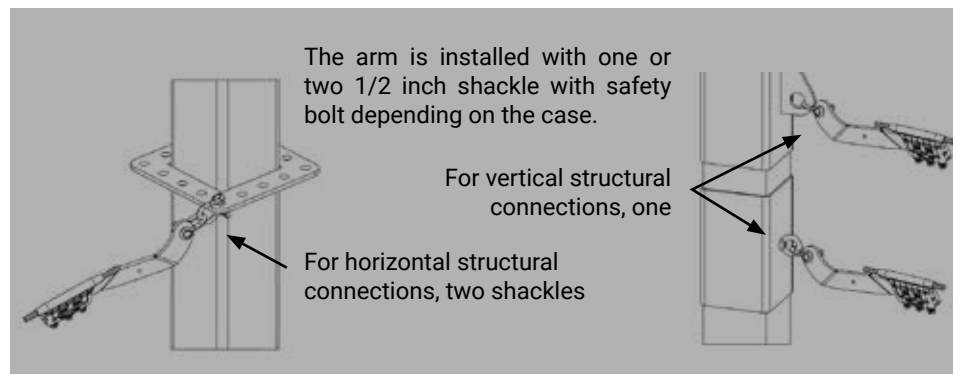 The arm is installed with one or
two 1/2 inch shackle with safety
bolt depending on the case.
For vertical structural
connections, one
For horizontal structural
connections, two shackles